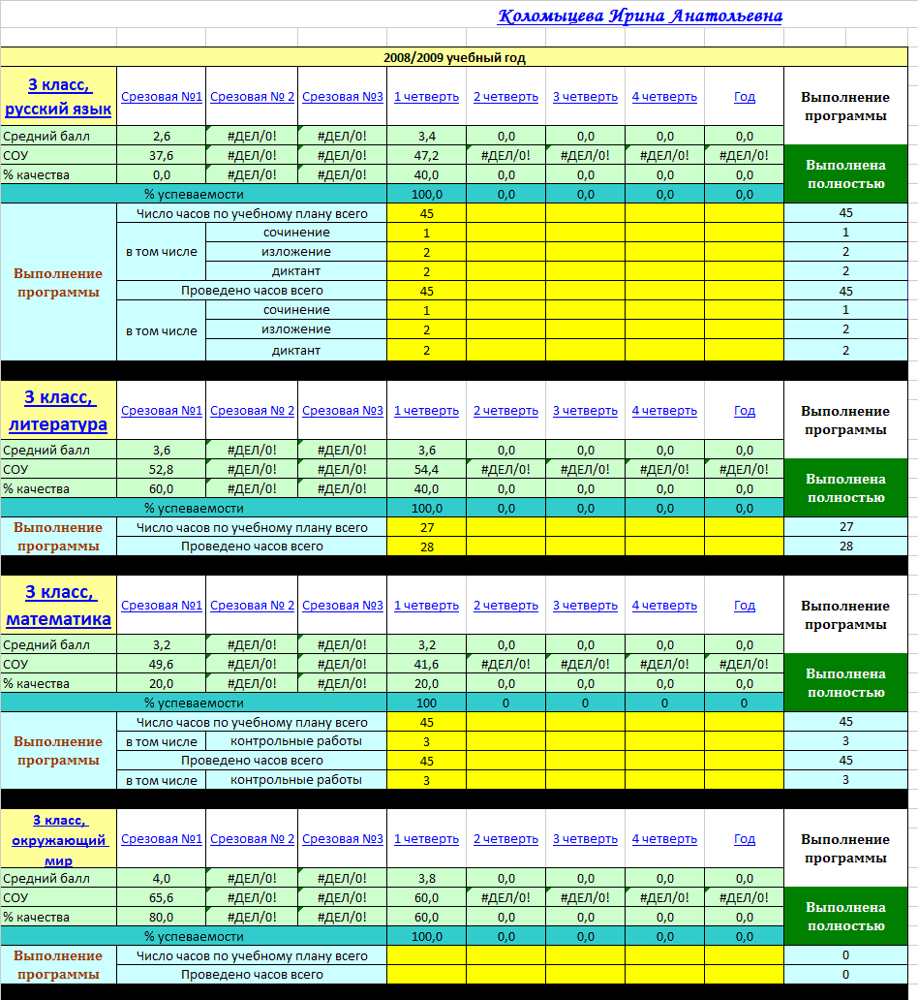 Коломыцева Ирина Анатольевна
2008/2009 учебный год
3 класс, русский язык Срезовая №1 Срезовая № 2 Срезовая №3 1 четверть 2 четверть 3 четверть 4 четверть Год Выполнение программы
Средний балл 2,6 #ДЕЛ/0! #ДЕЛ/0! 3,4 0,0 0,0 0,0 0,0
СОУ 37,6 #ДЕЛ/0! #ДЕЛ/0! 47,2 #ДЕЛ/0! #ДЕЛ/0! #ДЕЛ/0! #ДЕЛ/0! Выполнена полностью
% качества 0,0 #ДЕЛ/0! #ДЕЛ/0! 40,0 0,0 0,0 0,0 0,0
% успеваемости 100,0 0,0 0,0 0,0 0,0
Выполнение программы
Число часов по учебному плану всего 45 45
в том числе
сочинение 1 1
изложение 2 2
диктант 2 2
Проведено часов всего 45 45
в том числе
сочинение 1 1
изложение 2 2
диктант 2 2
3 класс, литература Срезовая №1 Срезовая № 2 Срезовая №3 1 четверть 2 четверть 3 четверть 4 четверть Год Выполнение программы
Средний балл 3,6 #ДЕЛ/0! #ДЕЛ/0! 3,6 0,0 0,0 0,0 0,0
СОУ 52,8 #ДЕЛ/0! #ДЕЛ/0! 54,4 #ДЕЛ/0! #ДЕЛ/0! #ДЕЛ/0! #ДЕЛ/0! Выполнена полностью
% качества 60,0 #ДЕЛ/0! #ДЕЛ/0! 40,0 0,0 0,0 0,0 0,0
% успеваемости 100,0 0,0 0,0 0,0 0,0
Выполнение программы
Число часов по учебному плану всего 27 27
Проведено часов всего 28 28
3 класс, математика Срезовая №1 Срезовая № 2 Срезовая №3 1 четверть 2 четверть 3 четверть 4 четверть Год Выполнение программы
Средний балл 3,2 #ДЕЛ/0! #ДЕЛ/0! 3,2 0,0 0,0 0,0 0,0
СОУ 49,6 #ДЕЛ/0! #ДЕЛ/0! 41,6 #ДЕЛ/0! #ДЕЛ/0! #ДЕЛ/0! #ДЕЛ/0! Выполнена полностью
% качества 20,0 #ДЕЛ/0! #ДЕЛ/0! 20,0 0,0 0,0 0,0 0,0
% успеваемости 100 0 0 0 0
Выполнение программы
Число часов по учебному плану всего 45 45
в том числе контрольные работы 3 3
Проведено часов всего 45 45
в том числе контрольные работы 3 3
3 класс, окружающий мир Срезовая №1 Срезовая № 2 Срезовая №3 1 четверть 2 четверть 3 четверть 4 четверть Год Выполнение программы
Средний балл 4,0 #ДЕЛ/0! #ДЕЛ/0! 3,8 0,0 0,0 0,0 0,0
СОУ 65,6 #ДЕЛ/0! #ДЕЛ/0! 60,0 #ДЕЛ/0! #ДЕЛ/0! #ДЕЛ/0! #ДЕЛ/0! Выполнена полностью
% качества 80,0 #ДЕЛ/0! #ДЕЛ/0! 60,0 0,0 0,0 0,0 0,0
% успеваемости 100,0 0,0 0,0 0,0 0,0
Выполнение программы
Число часов по учебному плану всего 0
Проведено часов всего 0